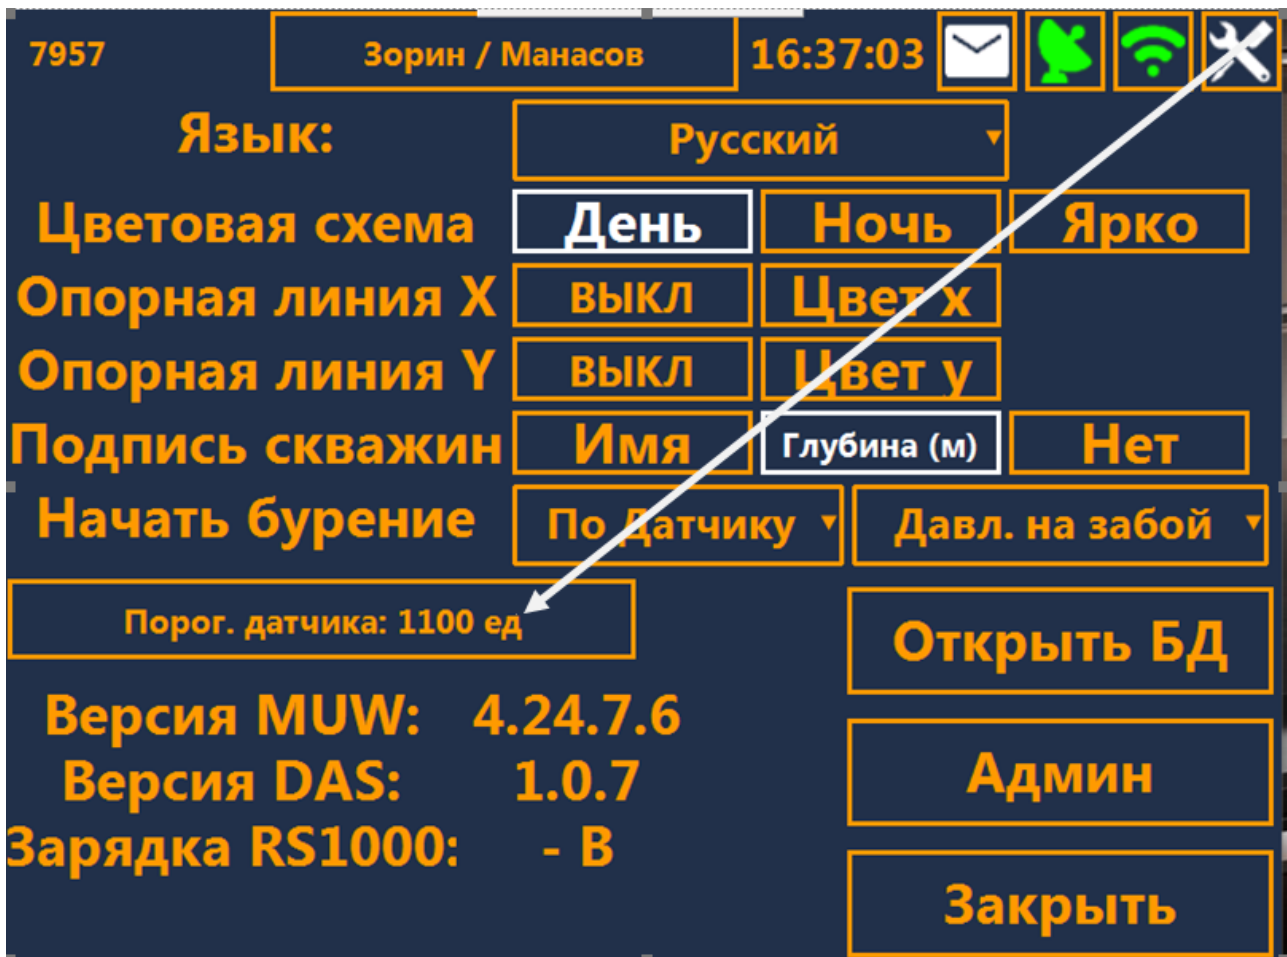 7957 Зорин / Манасов 16:37:03
Язык: Русский
Цветовая схема День Ночь Ярко
Опорная линия X ВЫКЛ Цвет x
Опорная линия Y ВЫКЛ Цвет y
Подпись скважин Имя Глубина (м) Нет
Начать бурение По Датчику Давл. на забой
Порог. датчика: 1100 ед
Открыть БД
Версия MUW: 4.24.7.6
Версия DAS: 1.0.7
Админ
Зарядка RS1000: - В
Закрыть